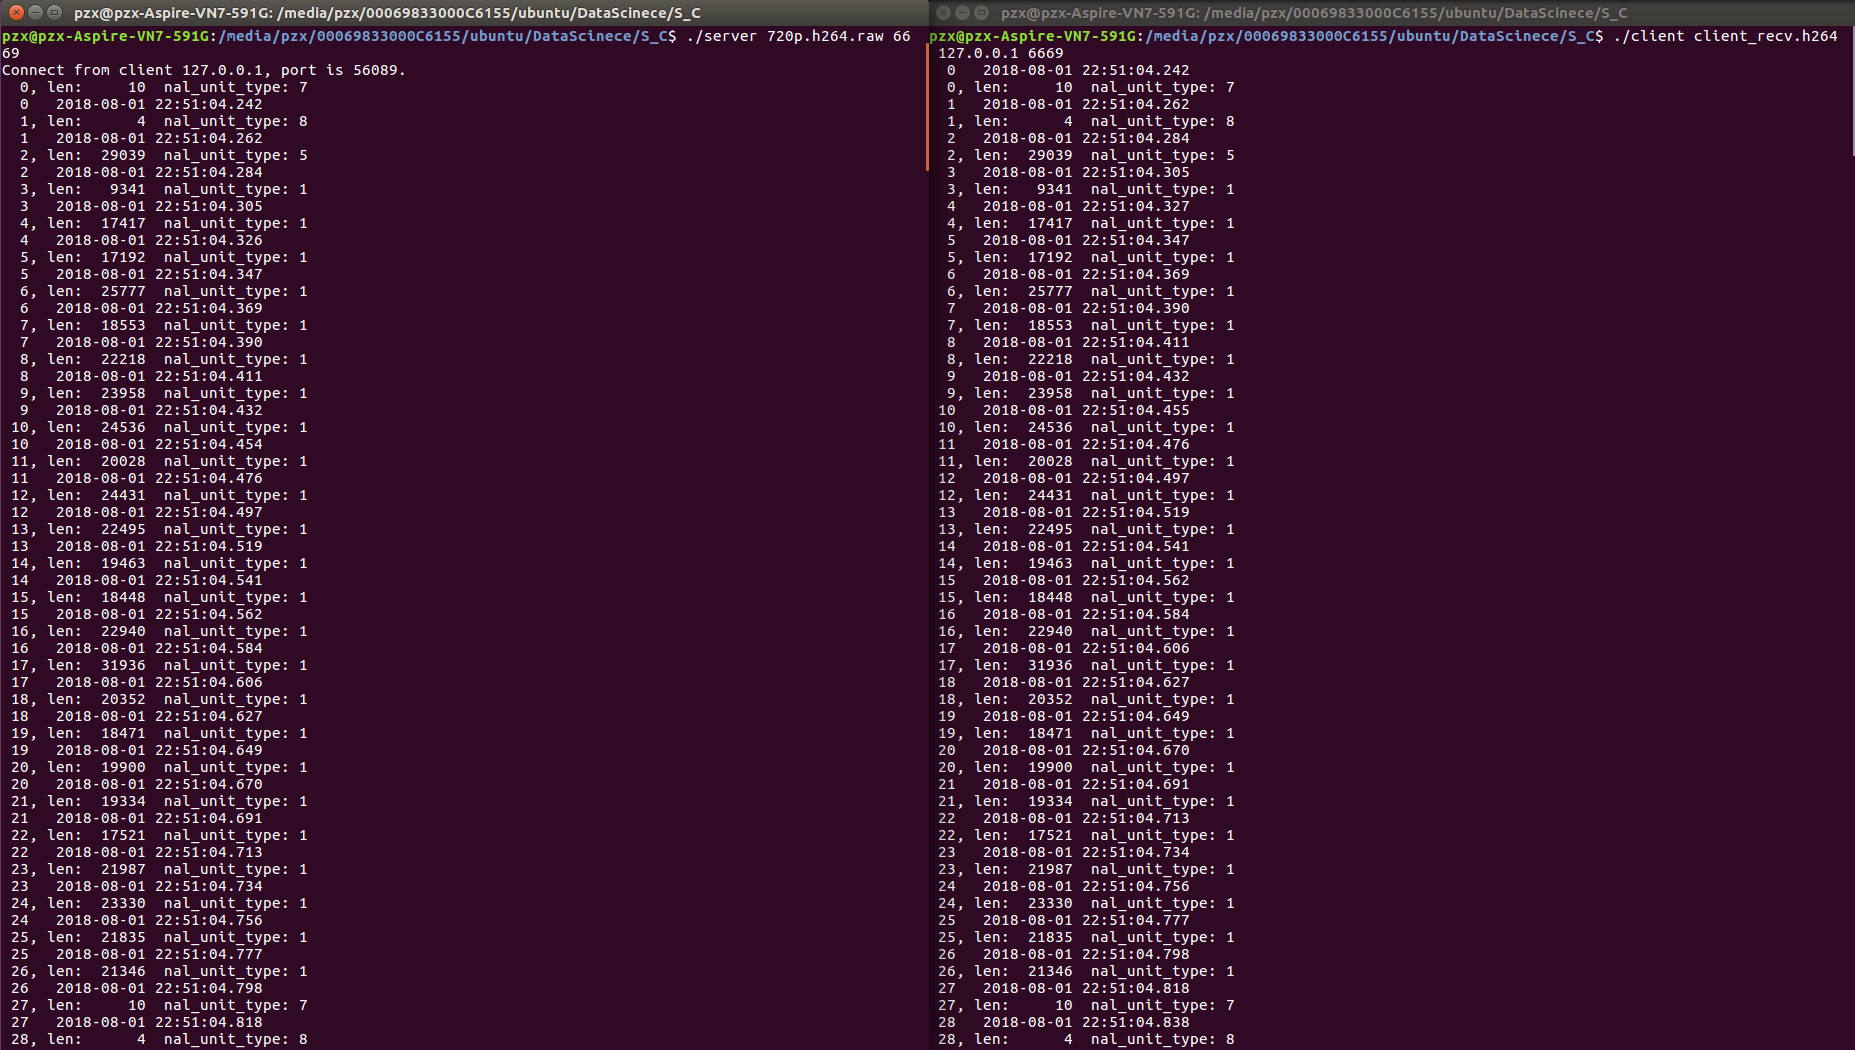 pzx@pzx-Aspire-VN7-591G: /media/pzx/00069833000C6155/ubuntu/DataScinece/S_C
pzx@pzx-Aspire-VN7-591G:/media/pzx/00069833000C6155/ubuntu/DataScinece/S_C$ ./server 720p.h264.raw 66
69
Connect from client 127.0.0.1, port is 56089.
0, len: 10 nal_unit_type: 7
0 2018-08-01 22:51:04.242
1, len: 4 nal_unit_type: 8
1 2018-08-01 22:51:04.262
2, len: 29039 nal_unit_type: 5
2 2018-08-01 22:51:04.284
3, len: 9341 nal_unit_type: 1
3 2018-08-01 22:51:04.305
4, len: 17417 nal_unit_type: 1
4 2018-08-01 22:51:04.326
5, len: 17192 nal_unit_type: 1
5 2018-08-01 22:51:04.347
6, len: 25777 nal_unit_type: 1
6 2018-08-01 22:51:04.369
7, len: 18553 nal_unit_type: 1
7 2018-08-01 22:51:04.390
8, len: 22218 nal_unit_type: 1
8 2018-08-01 22:51:04.411
9, len: 23958 nal_unit_type: 1
9 2018-08-01 22:51:04.432
10, len: 24536 nal_unit_type: 1
10 2018-08-01 22:51:04.454
11, len: 20028 nal_unit_type: 1
11 2018-08-01 22:51:04.476
12, len: 24431 nal_unit_type: 1
12 2018-08-01 22:51:04.497
13, len: 22495 nal_unit_type: 1
13 2018-08-01 22:51:04.519
14, len: 19463 nal_unit_type: 1
14 2018-08-01 22:51:04.541
15, len: 18448 nal_unit_type: 1
15 2018-08-01 22:51:04.562
16, len: 22940 nal_unit_type: 1
16 2018-08-01 22:51:04.584
17, len: 31936 nal_unit_type: 1
17 2018-08-01 22:51:04.606
18, len: 20352 nal_unit_type: 1
18 2018-08-01 22:51:04.627
19, len: 18471 nal_unit_type: 1
19 2018-08-01 22:51:04.649
20, len: 19900 nal_unit_type: 1
20 2018-08-01 22:51:04.670
21, len: 19334 nal_unit_type: 1
21 2018-08-01 22:51:04.691
22, len: 17521 nal_unit_type: 1
22 2018-08-01 22:51:04.713
23, len: 21987 nal_unit_type: 1
23 2018-08-01 22:51:04.734
24, len: 23330 nal_unit_type: 1
24 2018-08-01 22:51:04.756
25, len: 21835 nal_unit_type: 1
25 2018-08-01 22:51:04.777
26, len: 21346 nal_unit_type: 1
26 2018-08-01 22:51:04.798
27, len: 10 nal_unit_type: 7
27 2018-08-01 22:51:04.818
28, len: 4 nal_unit_type: 8
pzx@pzx-Aspire-VN7-591G: /media/pzx/00069833000C6155/ubuntu/DataScinece/S_C
pzx@pzx-Aspire-VN7-591G:/media/pzx/00069833000C6155/ubuntu/DataScinece/S_C$ ./client client_recv.h264
127.0.0.1 6669
0 2018-08-01 22:51:04.242
0, len: 10 nal_unit_type: 7
1 2018-08-01 22:51:04.262
1, len: 4 nal_unit_type: 8
2 2018-08-01 22:51:04.284
2, len: 29039 nal_unit_type: 5
3 2018-08-01 22:51:04.305
3, len: 9341 nal_unit_type: 1
4 2018-08-01 22:51:04.327
4, len: 17417 nal_unit_type: 1
5 2018-08-01 22:51:04.347
5, len: 17192 nal_unit_type: 1
6 2018-08-01 22:51:04.369
6, len: 25777 nal_unit_type: 1
7 2018-08-01 22:51:04.390
7, len: 18553 nal_unit_type: 1
8 2018-08-01 22:51:04.411
8, len: 22218 nal_unit_type: 1
9 2018-08-01 22:51:04.432
9, len: 23958 nal_unit_type: 1
10 2018-08-01 22:51:04.455
10, len: 24536 nal_unit_type: 1
11 2018-08-01 22:51:04.476
11, len: 20028 nal_unit_type: 1
12 2018-08-01 22:51:04.497
12, len: 24431 nal_unit_type: 1
13 2018-08-01 22:51:04.519
13, len: 22495 nal_unit_type: 1
14 2018-08-01 22:51:04.541
14, len: 19463 nal_unit_type: 1
15 2018-08-01 22:51:04.562
15, len: 18448 nal_unit_type: 1
16 2018-08-01 22:51:04.584
16, len: 22940 nal_unit_type: 1
17 2018-08-01 22:51:04.606
17, len: 31936 nal_unit_type: 1
18 2018-08-01 22:51:04.627
18, len: 20352 nal_unit_type: 1
19 2018-08-01 22:51:04.649
19, len: 18471 nal_unit_type: 1
20 2018-08-01 22:51:04.670
20, len: 19900 nal_unit_type: 1
21 2018-08-01 22:51:04.691
21, len: 19334 nal_unit_type: 1
22 2018-08-01 22:51:04.713
22, len: 17521 nal_unit_type: 1
23 2018-08-01 22:51:04.734
23, len: 21987 nal_unit_type: 1
24 2018-08-01 22:51:04.756
24, len: 23330 nal_unit_type: 1
25 2018-08-01 22:51:04.777
25, len: 21835 nal_unit_type: 1
26 2018-08-01 22:51:04.798
26, len: 21346 nal_unit_type: 1
27 2018-08-01 22:51:04.818
27, len: 10 nal_unit_type: 7
28 2018-08-01 22:51:04.838
28, len: 4 nal_unit_type: 8